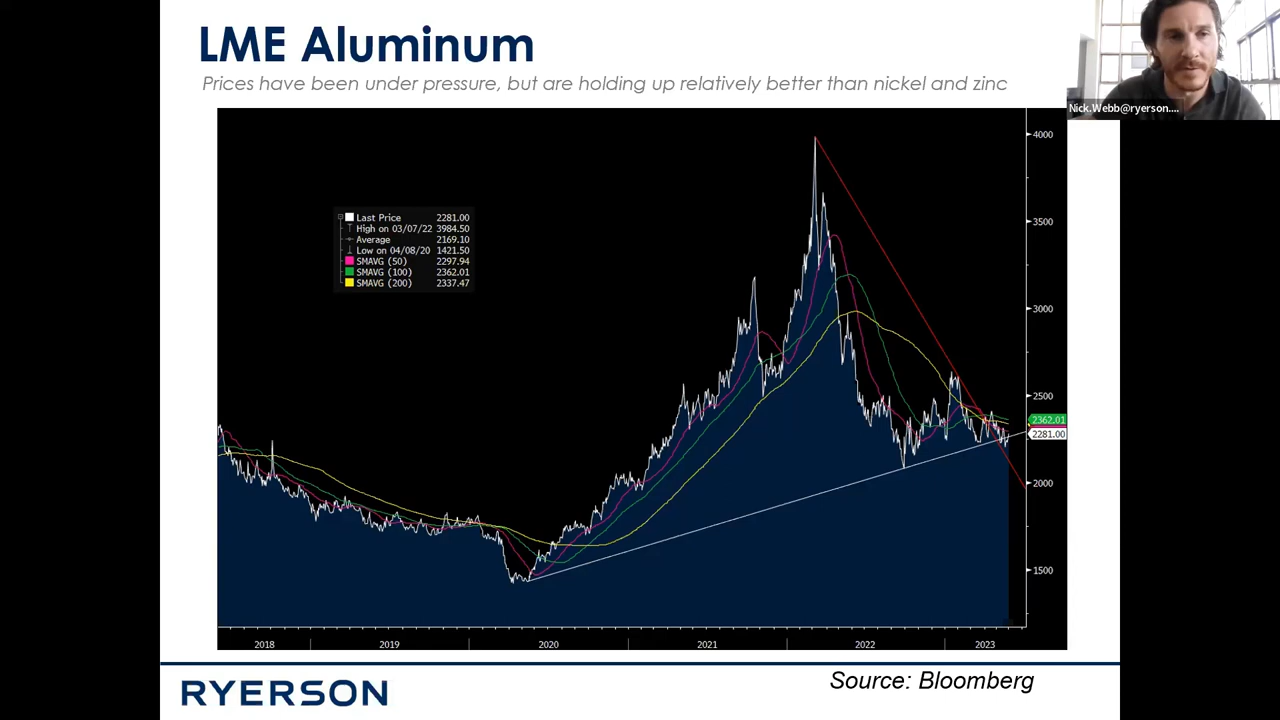 LME Aluminum
Prices have been under pressure, but are holding up relatively better than nickel and zinc
Nick.Webb@ryerson....
Last Price 2281.00
High on 03/07/22 3984.50
Average 2169.10
Low on 04/08/20 1421.50
SMAVG (50) 2297.94
SMAVG (100) 2362.01
SMAVG (200) 2337.47
4000
3500
3000
2500
2362.01
2281.00
2000
1500
2018 2019 2020 2021 2022 2023
RYERSON
Source: Bloomberg